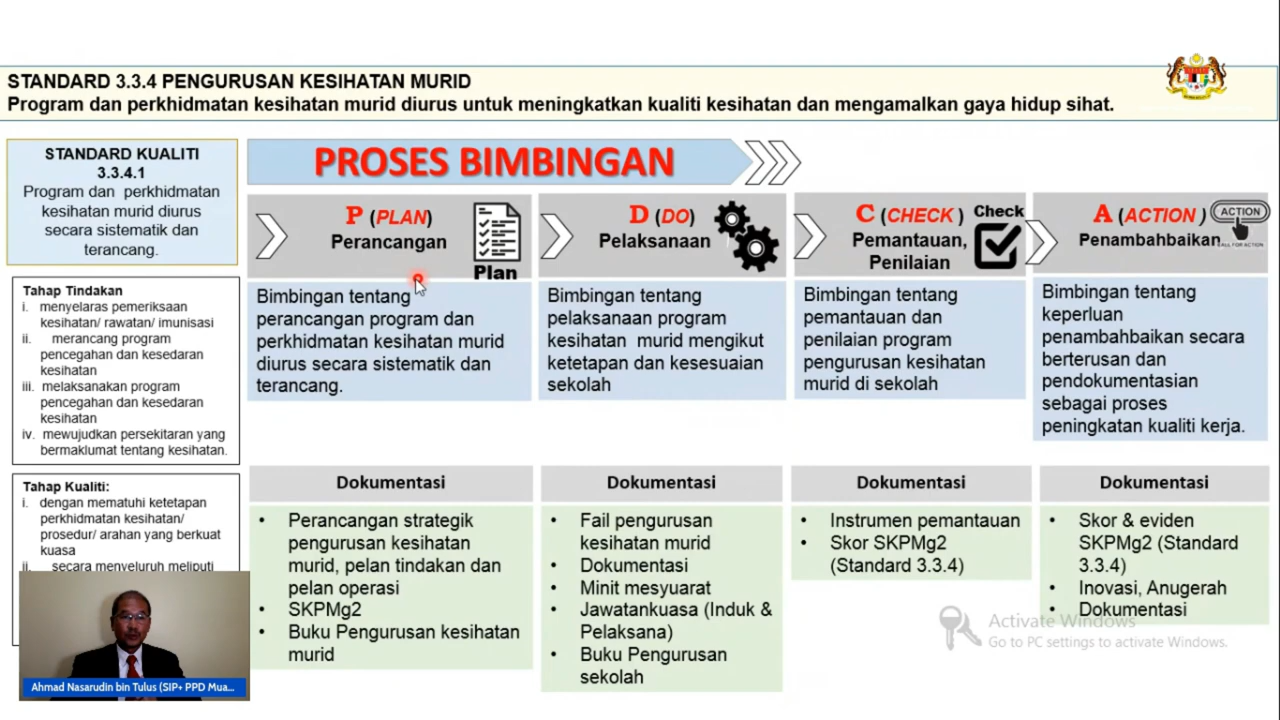 STANDARD 3.3.4 PENGURUSAN KESIHATAN MURID
Program dan perkhidmatan kesihatan murid diurus untuk meningkatkan kualiti kesihatan dan mengamalkan gaya hidup sihat.
STANDARD KUALITI
3.3.4.1
Program dan perkhidmatan
kesihatan murid diurus
secara sistematik dan
terancang.
Tahap Tindakan
i. menyelaras pemeriksaan
kesihatan/ rawatan/ imunisasi
ii. merancang program
pencegahan dan kesedaran
kesihatan
iii. melaksanakan program
pencegahan dan kesedaran
kesihatan
iv. mewujudkan persekitaran yang
bermaklumat tentang kesihatan.
Tahap Kualiti:
i. dengan mematuhi ketetapan
perkhidmatan kesihatan/
prosedur/ arahan yang berkuat
kuasa
ii. secara menyeluruh meliputi
Ahmad Nasarudin bin Tulus (SIP+ PPD Mua...
PROSES BIMBINGAN
P (PLAN)
Perancangan
Plan
Bimbingan tentang
perancangan program dan
perkhidmatan kesihatan murid
diurus secara sistematik dan
terancang.
Dokumentasi
• Perancangan strategik
pengurusan kesihatan
murid, pelan tindakan dan
pelan operasi
• SKPMg2
• Buku Pengurusan kesihatan
murid
D (DO)
Pelaksanaan
Bimbingan tentang
pelaksanaan program
kesihatan murid mengikut
ketetapan dan kesesuaian
sekolah
Dokumentasi
• Fail pengurusan
kesihatan murid
• Dokumentasi
• Minit mesyuarat
• Jawatankuasa (Induk &
Pelaksana)
• Buku Pengurusan
sekolah
C (CHECK )
Pemantauan,
Penilaian
Check
Bimbingan tentang
pemantauan dan
penilaian program
pengurusan kesihatan
murid di sekolah
Dokumentasi
• Instrumen pemantauan
• Skor SKPMg2
(Standard 3.3.4)
A (ACTION )
Penambahbaikan
ACTION
CALL FOR ACTION
Bimbingan tentang
keperluan
penambahbaikan secara
berterusan dan
pendokumentasian
sebagai proses
peningkatan kualiti kerja.
Dokumentasi
• Skor & eviden
SKPMg2 (Standard
3.3.4)
• Inovasi, Anugerah
• Dokumentasi
Activate Windows
Go to PC settings to activate Windows.